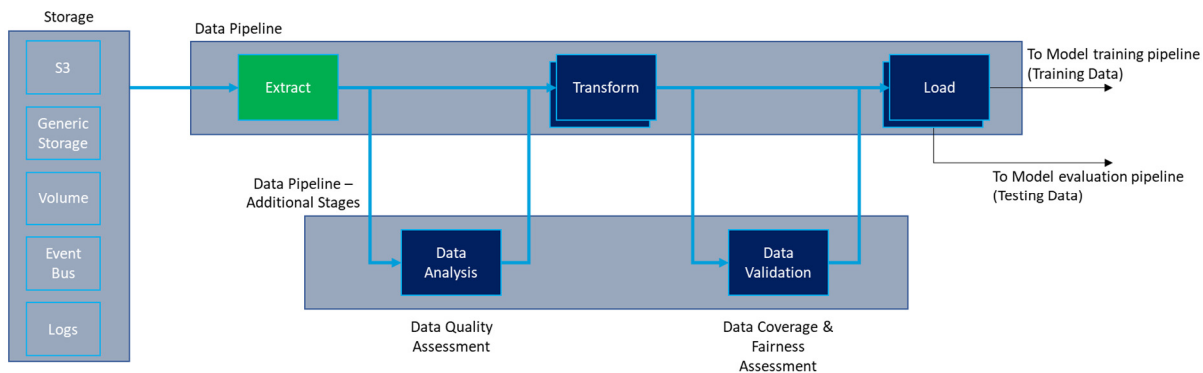 Storage
S3
Generic
Storage
Volume
Event
Bus
Logs
Data Pipeline
Extract
Transform
Load
To Model training pipeline
(Training Data)
To Model evaluation pipeline
(Testing Data)
Data Pipeline –
Additional Stages
Data
Analysis
Data
Validation
Data Quality
Assessment
Data Coverage &
Fairness
Assessment